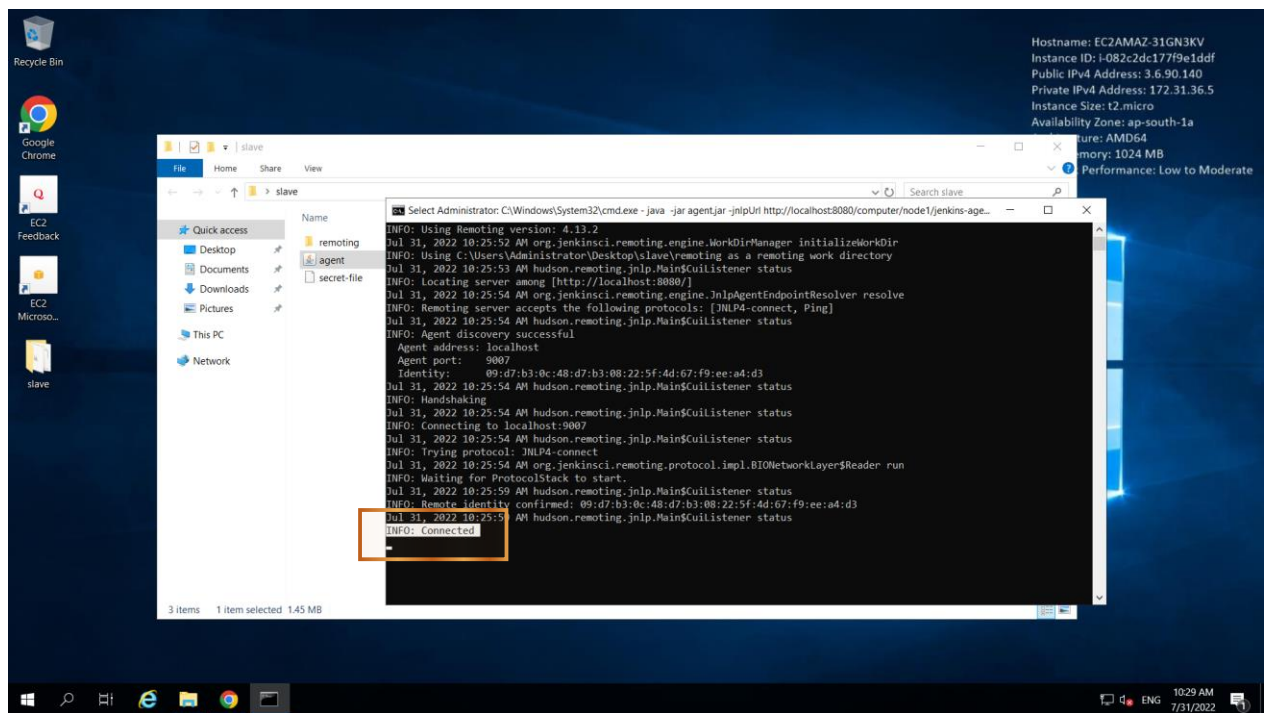 Recycle Bin
Google
Chrome
EC2
Feedback
EC2
Microso...
slave
Hostname: EC2AMAZ-31GN3KV
Instance ID: i-082c2dc177f9e1ddf
Public IPv4 Address: 3.6.90.140
Private IPv4 Address: 172.31.36.5
Instance Size: t2.micro
Availability Zone: ap-south-1a
ture: AMD64
emory: 1024 MB
Performance: Low to Moderate
slave
File Home Share View
slave
Search slave
Quick access
Desktop
Documents
Downloads
Pictures
This PC
Network
Name
remoting
agent
secret-file
3 items 1 item selected 1.45 MB
Select Administrator: C:\Windows\System32\cmd.exe - java -jar agent.jar -jnlpUrl http://localhost:8080/computer/node1/jenkins-age...
INFO: Using Remoting version: 4.13.2
Jul 31, 2022 10:25:52 AM org.jenkinsci.remoting.engine.WorkDirManager initializeWorkDir
INFO: Using C:\Users\Administrator\Desktop\slave\remoting as a remoting work directory
Jul 31, 2022 10:25:53 AM hudson.remoting.jnlp.Main$CuiListener status
INFO: Locating server among [http://localhost:8080/]
Jul 31, 2022 10:25:54 AM org.jenkinsci.remoting.engine.JnlpAgentEndpointResolver resolve
INFO: Remoting server accepts the following protocols: [JNLP4-connect, Ping]
Jul 31, 2022 10:25:54 AM hudson.remoting.jnlp.Main$CuiListener status
INFO: Agent discovery successful
Agent address: localhost
Agent port: 9007
Identity: 09:d7:b3:0c:48:d7:b3:08:22:5f:4d:67:f9:ee:a4:d3
Jul 31, 2022 10:25:54 AM hudson.remoting.jnlp.Main$CuiListener status
INFO: Handshaking
Jul 31, 2022 10:25:54 AM hudson.remoting.jnlp.Main$CuiListener status
INFO: Connecting to localhost:9007
Jul 31, 2022 10:25:54 AM hudson.remoting.jnlp.Main$CuiListener status
INFO: Trying protocol: JNLP4-connect
Jul 31, 2022 10:25:54 AM org.jenkinsci.remoting.protocol.impl.BIONetworkLayer$Reader run
INFO: Waiting for ProtocolStack to start.
Jul 31, 2022 10:25:59 AM hudson.remoting.jnlp.Main$CuiListener status
INFO: Remote identity confirmed: 09:d7:b3:0c:48:d7:b3:08:22:5f:4d:67:f9:ee:a4:d3
Jul 31, 2022 10:25:59 AM hudson.remoting.jnlp.Main$CuiListener status
INFO: Connected
ENG
10:29 AM
7/31/2022